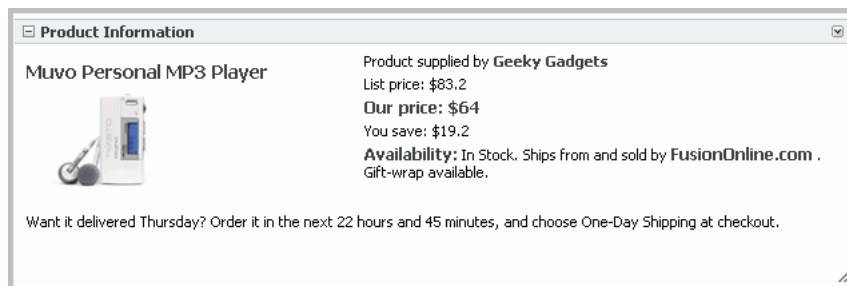 Product Information
Muvo Personal MP3 Player
Product supplied by Geeky Gadgets
List price: $83.2
Our price: $64
You save: $19.2
Availability: In Stock. Ships from and sold by FusionOnline.com .
Gift-wrap available.
Want it delivered Thursday? Order it in the next 22 hours and 45 minutes, and choose One-Day Shipping at checkout.